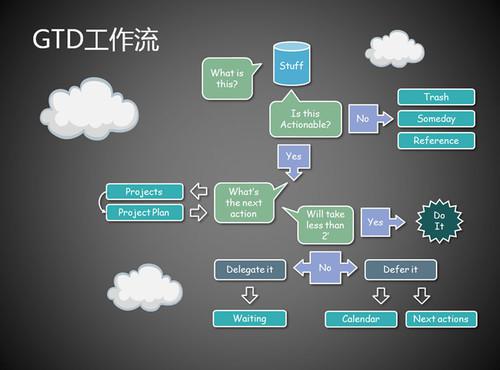 GTD工作流
What is
this?
Stuff
Is this
Actionable?
No
Trash
Someday
Reference
Yes
Projects
Project Plan
What's
the next
action
Will take
less than
2'
Yes
Do
It
Delegate it
No
Defer it
Waiting
Calendar
Next actions